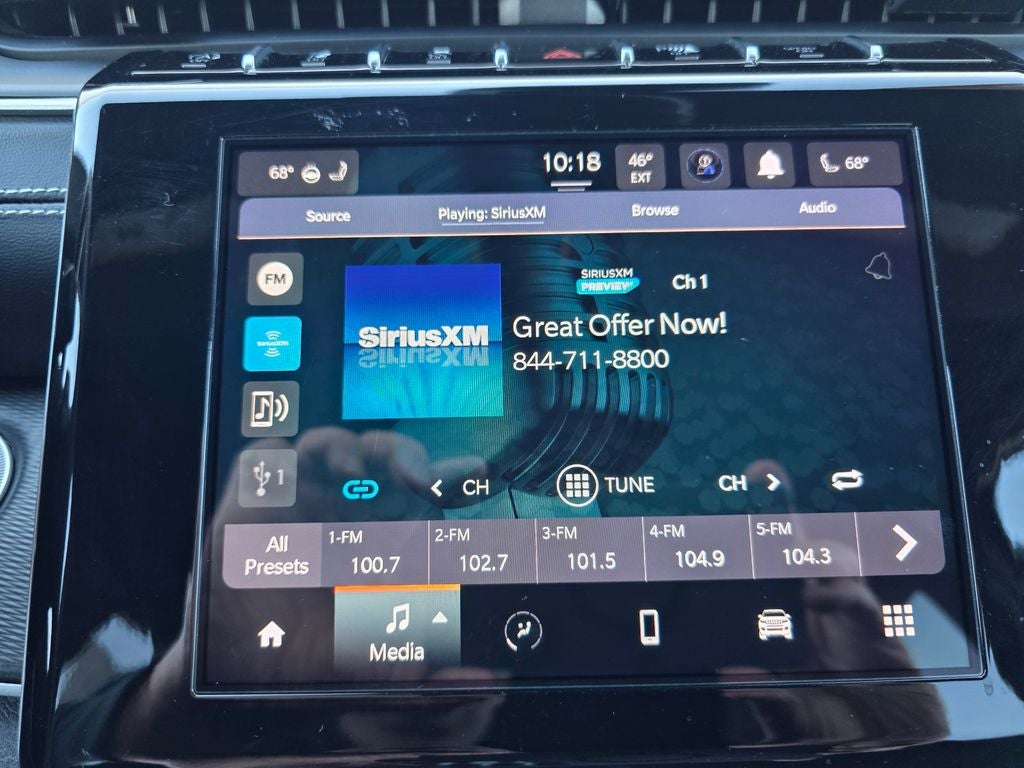 68° 10:18 46° 68°
EXT
Source Playing: SiriusXM Browse Audio
FM
SIRIUSXM
PREVIEW Ch 1
SiriusXM
Great Offer Now!
844-711-8800
1
CH TUNE CH
All
Presets
1-FM 2-FM 3-FM 4-FM 5-FM
100.7 102.7 101.5 104.9 104.3
Media